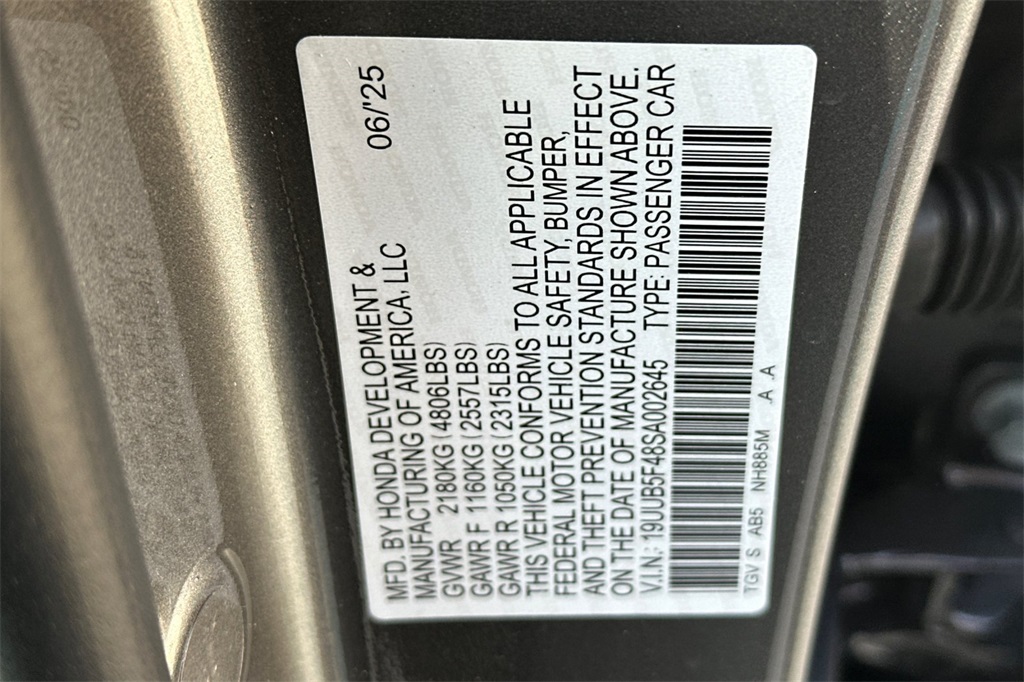 MFD. BY HONDA DEVELOPMENT &
MANUFACTURING OF AMERICA, LLC 06/'25
GVWR 2180KG (4806LBS)
GAWR F 1160KG (2557LBS)
GAWR R 1050KG (2315LBS)
THIS VEHICLE CONFORMS TO ALL APPLICABLE
FEDERAL MOTOR VEHICLE SAFETY, BUMPER,
AND THEFT PREVENTION STANDARDS IN EFFECT
ON THE DATE OF MANUFACTURE SHOWN ABOVE.
V.I.N.: 19UUB5F48SA002645 TYPE: PASSENGER CAR
TGV S AB5 NH885M .A .A